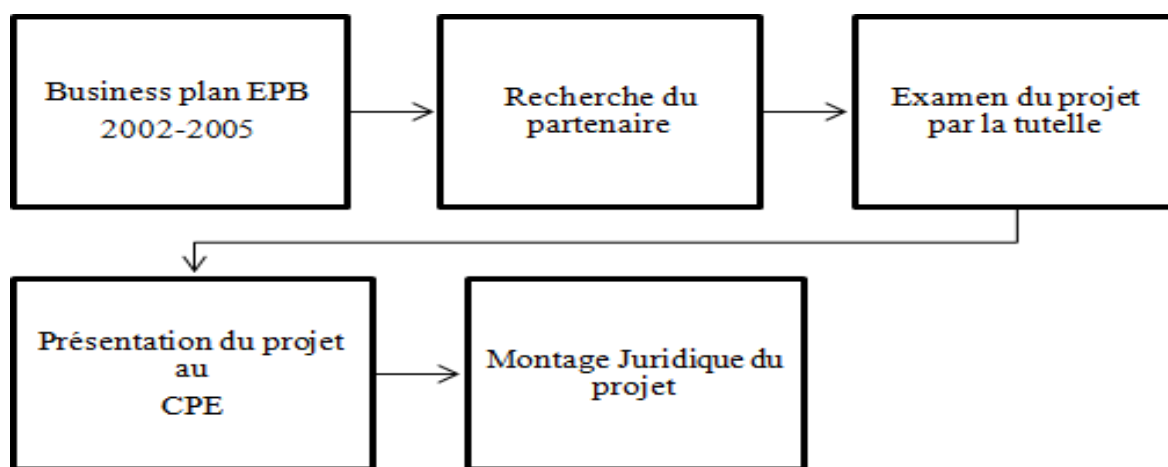 Business plan EPB
2002-2005
Recherche du
partenaire
Examen du projet
par la tutelle
Présentation du projet
au
CPE
Montage Juridique du
projet